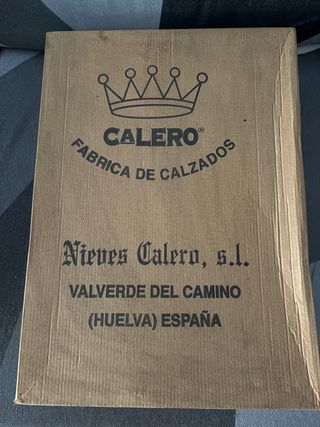 CALERO®
FABRICA DE CALZADOS
Nieves Calero, s.l.
VALVERDE DEL CAMINO
(HUELVA) ESPAÑA